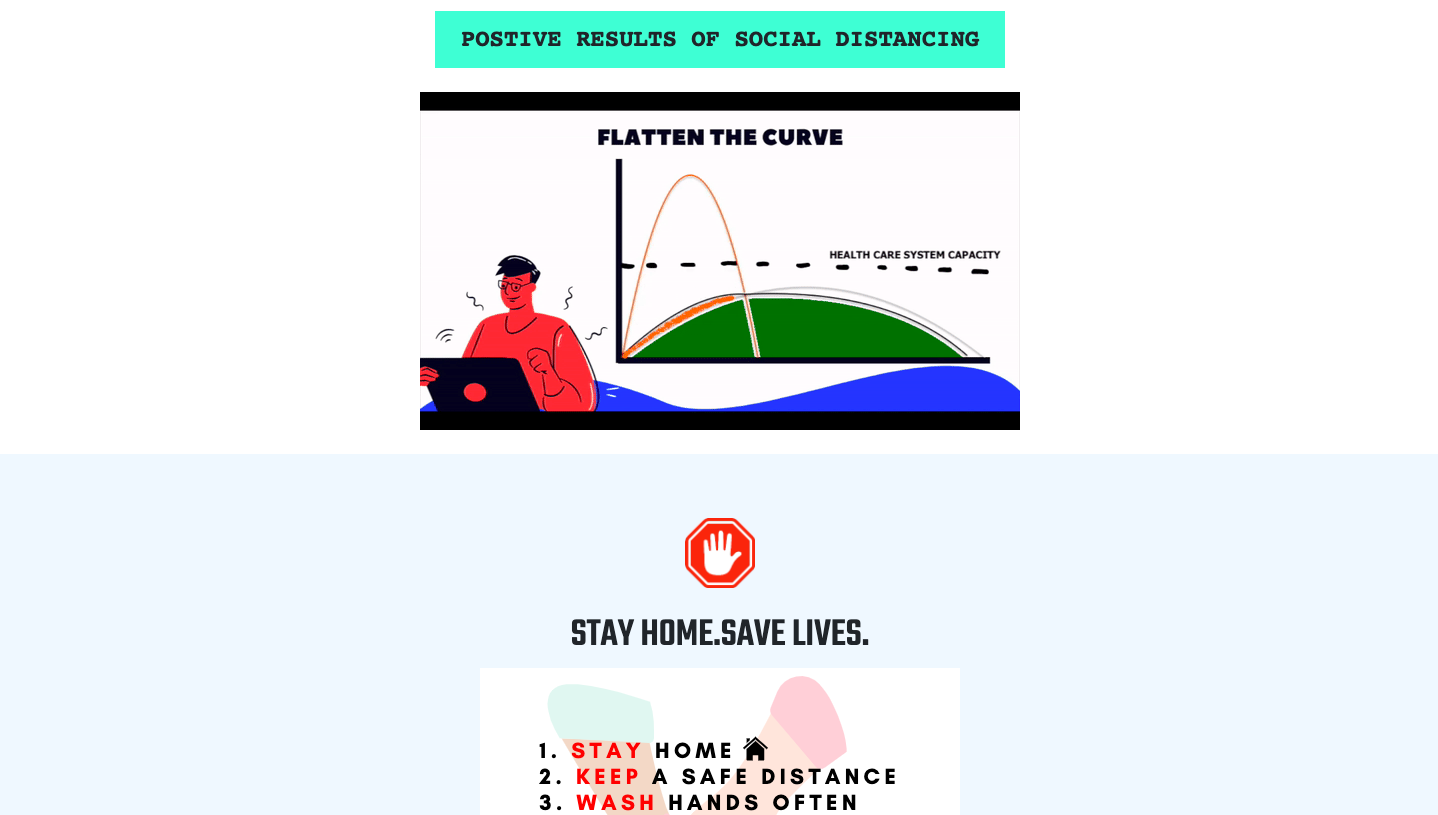 POSTIVE RESULTS OF SOCIAL DISTANCING
FLATTEN THE CURVE
HEALTH CARE SYSTEM CAPACITY
STAY HOME.SAVE LIVES.
1. STAY HOME
2. KEEP A SAFE DISTANCE
3. WASH HANDS OFTEN